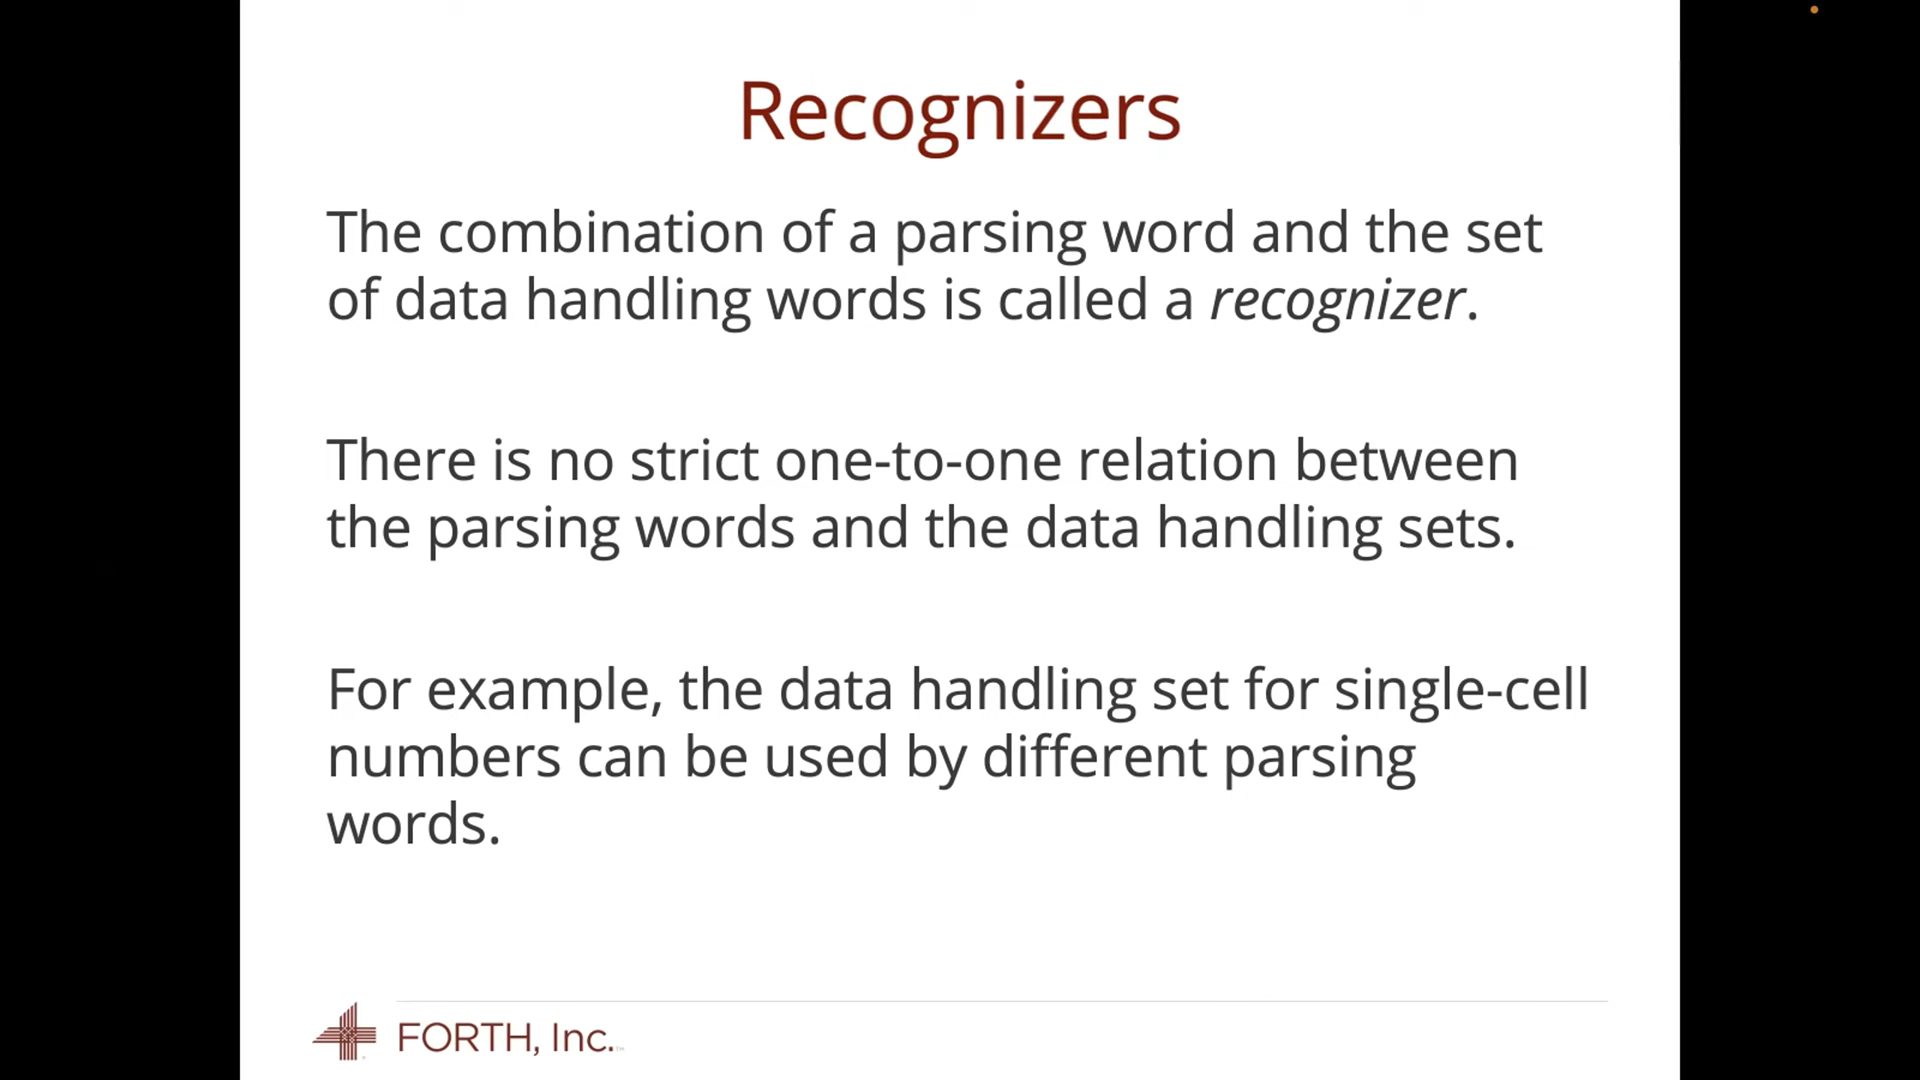 Recognizers
The combination of a parsing word and the set
of data handling words is called a recognizer.
There is no strict one-to-one relation between
the parsing words and the data handling sets.
For example, the data handling set for single-cell
numbers can be used by different parsing
words.
FORTH, Inc.™